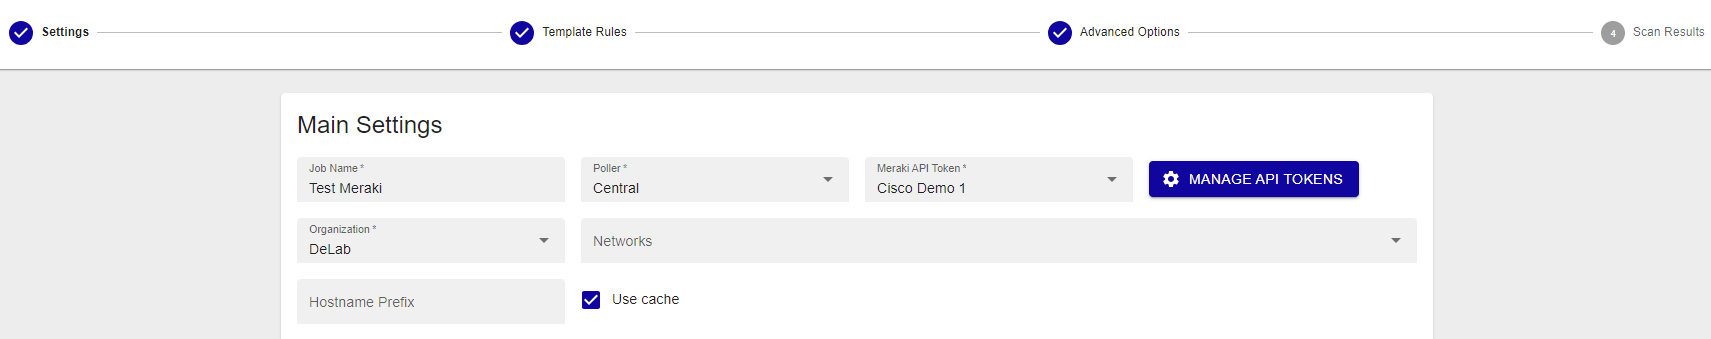 Settings
Template Rules
Advanced Options
4
Scan Results
Main Settings
Job Name *
Test Meraki
Poller *
Central
Meraki API Token *
Cisco Demo 1
MANAGE API TOKENS
Organization *
DeLab
Networks
Hostname Prefix
Use cache